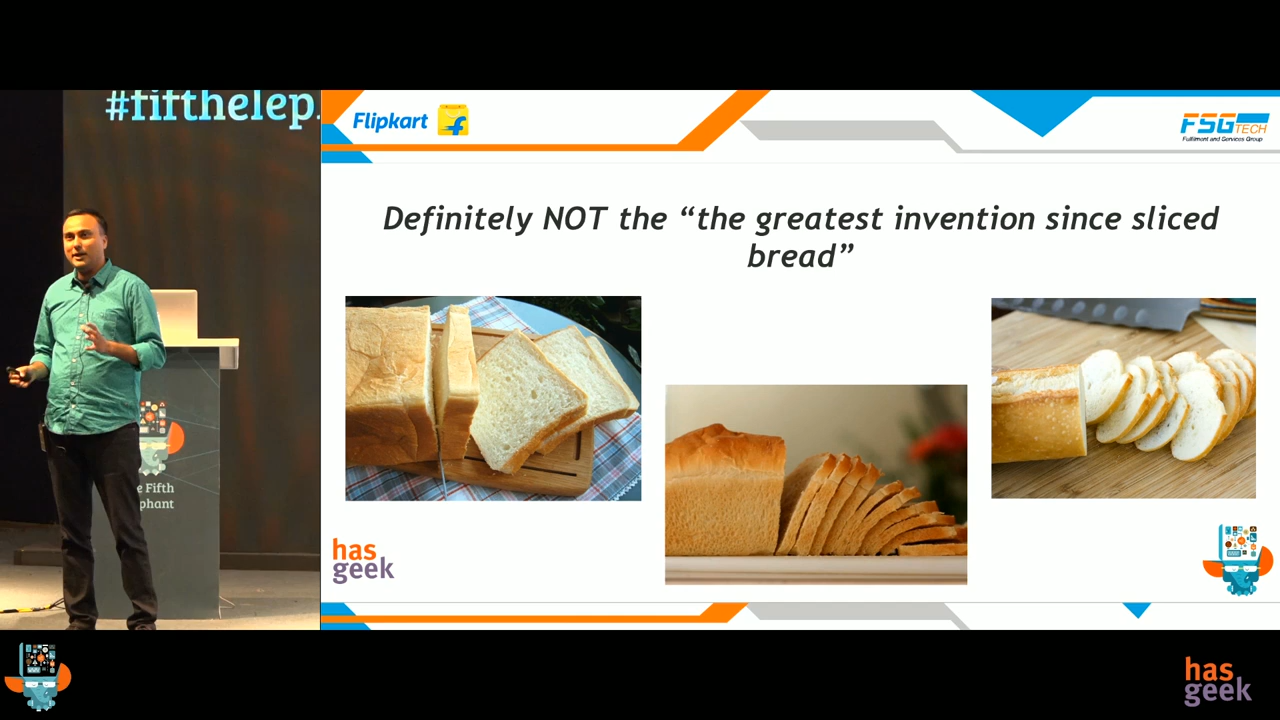 #fifthelep
Flipkart
FSG TECH
Fulfilment and Services Group
Definitely NOT the “the greatest invention since sliced
bread”
e Fifth
phant
has
geek
has
geek